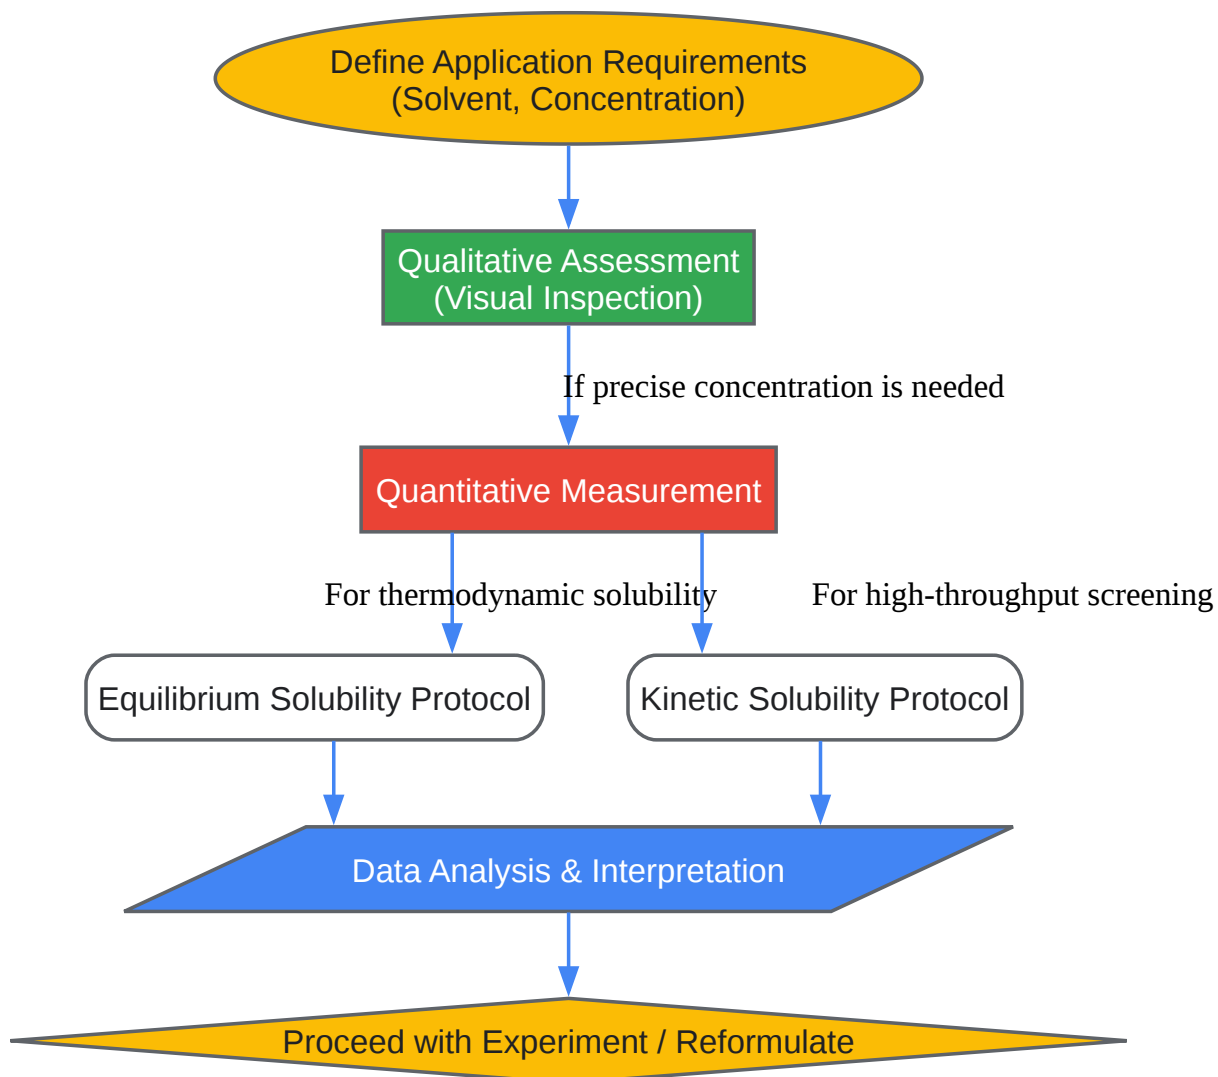 Define Application Requirements
(Solvent, Concentration)
Qualitative Assessment
(Visual Inspection)
If precise concentration is needed
Quantitative Measurement
For thermodynamic solubility
For high-throughput screening
Equilibrium Solubility Protocol
Kinetic Solubility Protocol
Data Analysis & Interpretation
Proceed with Experiment / Reformulate